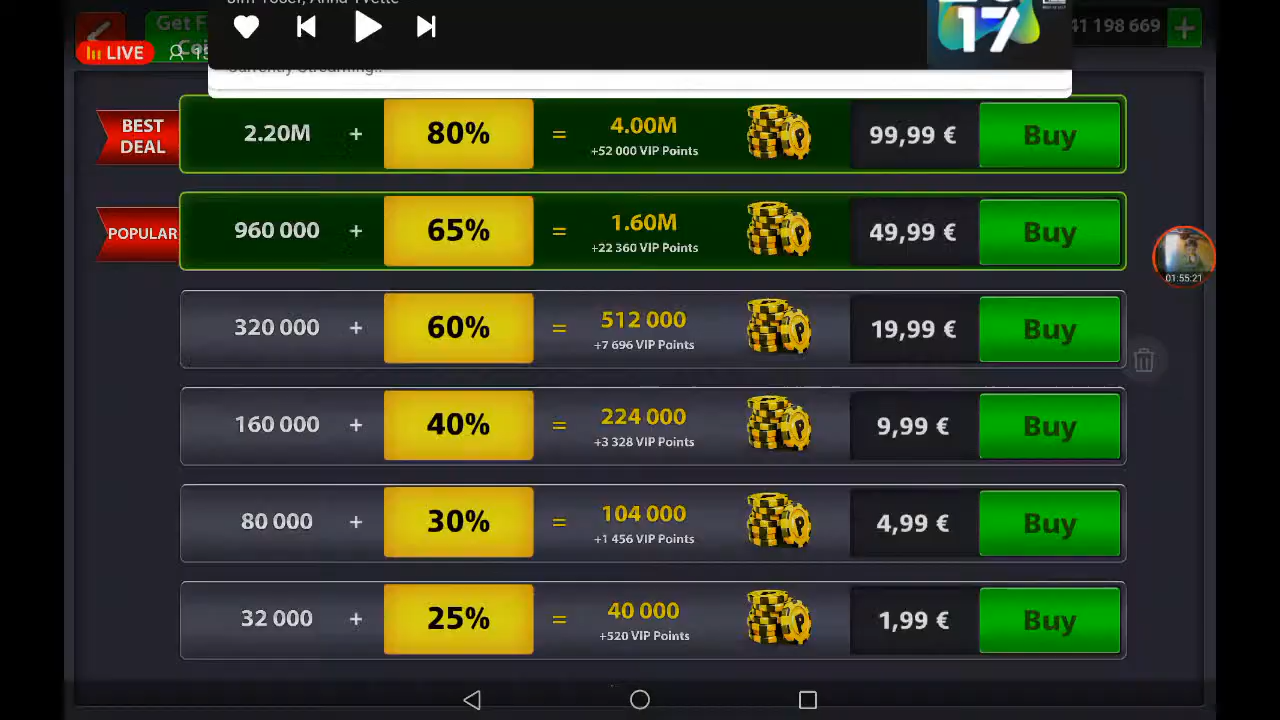 Get F
41 198 669
LIVE
17
BEST
DEAL
2.20M + 80% = 4.00M 99,99 € Buy
+52 000 VIP Points
POPULAR
960 000 + 65% = 1.60M 49,99 € Buy
+22 360 VIP Points
01:55:21
320 000 + 60% = 512 000 19,99 € Buy
+7 696 VIP Points
160 000 + 40% = 224 000 9,99 € Buy
+3 328 VIP Points
80 000 + 30% = 104 000 4,99 € Buy
+1 456 VIP Points
32 000 + 25% = 40 000 1,99 € Buy
+520 VIP Points